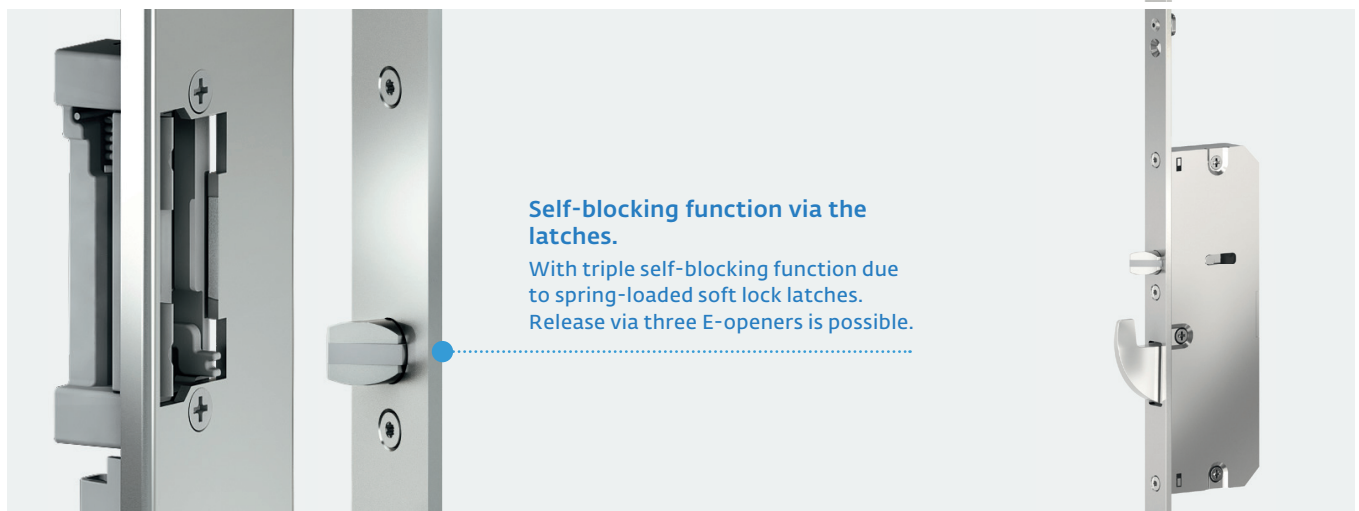 Self-blocking function via the
latches.
With triple self-blocking function due
to spring-loaded soft lock latches.
Release via three E-openers is possible.